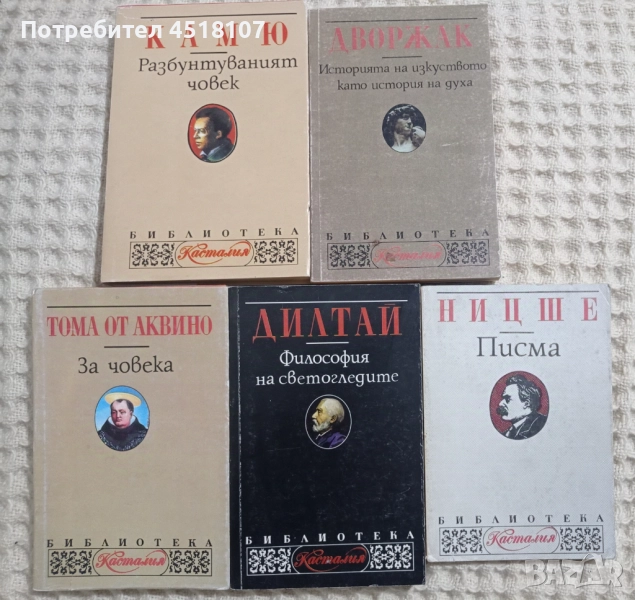 Потребител 4518107
КАМЮ
Разбунтуваният
човек
БИБЛИОТЕКА
Касталия
ДВОРЖАК
Историята на изкуството
като история на духа
БИБЛИОТЕКА
Касталия
ТОМА ОТ АКВИНО
За човека
БИБЛИОТЕКА
Касталия
ДИЛТАЙ
Философия
на светогледите
БИБЛИОТЕКА
Касталия
НИЦШЕ
Писма
БИБЛИОТЕКА
Касталия
BAZAR